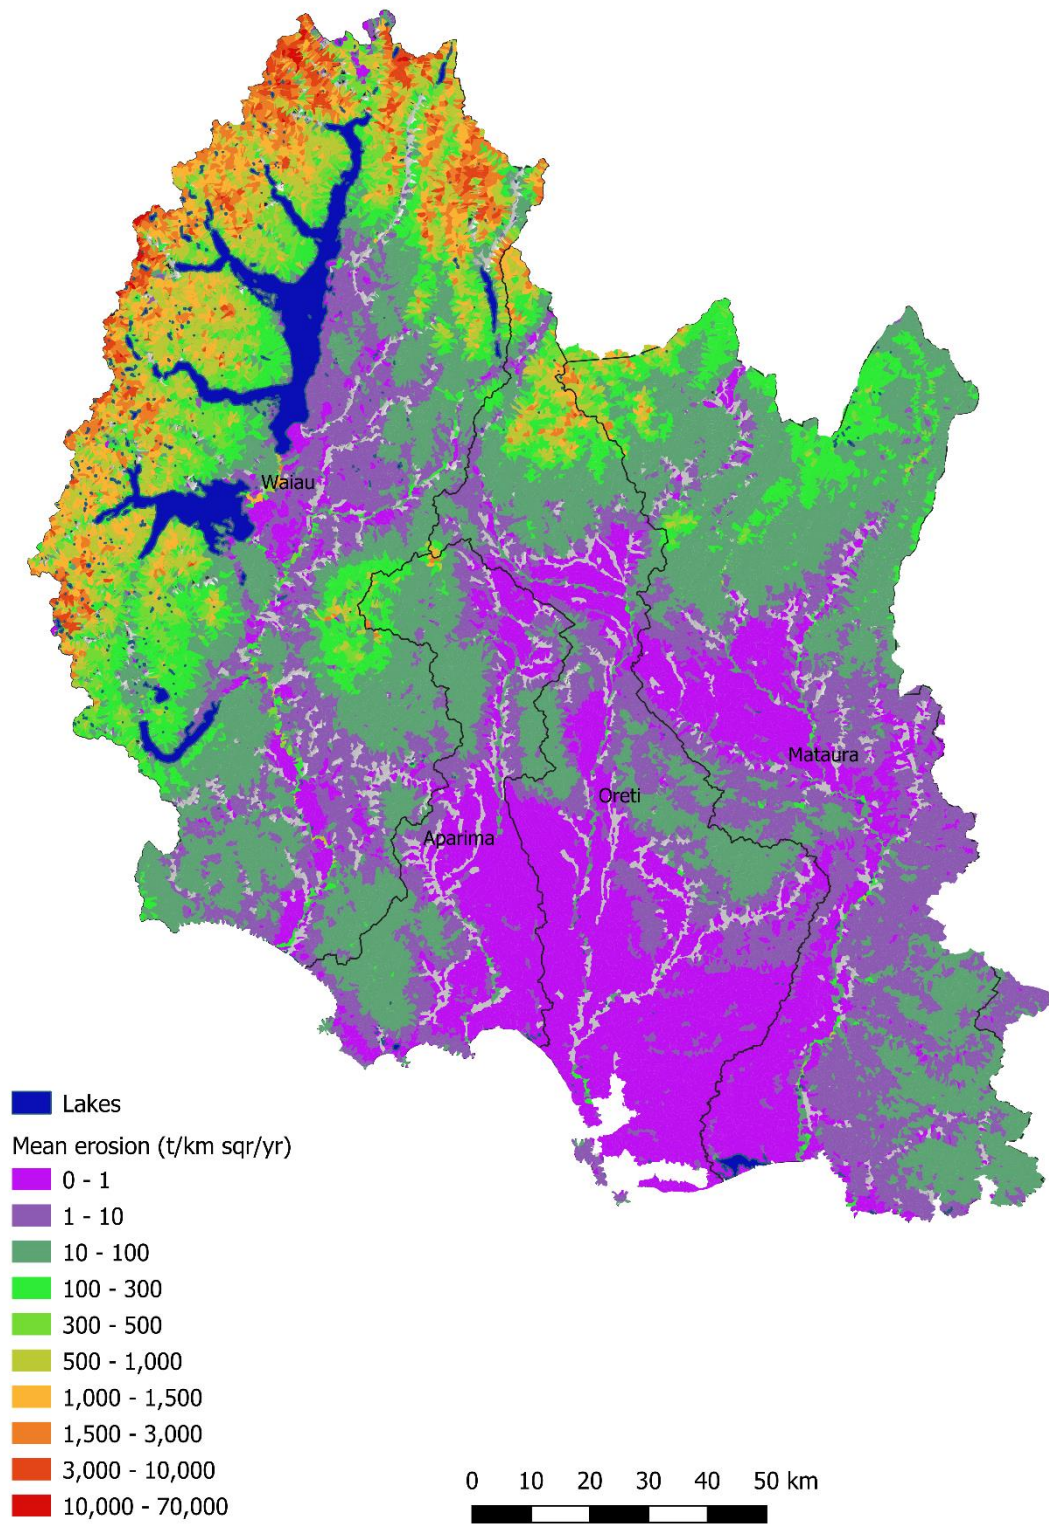 Waiau
Mataura
Oreti
Aparima
Lakes
Mean erosion (t/km sqr/yr)
0 - 1
1 - 10
10 - 100
100 - 300
300 - 500
500 - 1,000
1,000 - 1,500
1,500 - 3,000
3,000 - 10,000
10,000 - 70,000
0 10 20 30 40 50 km